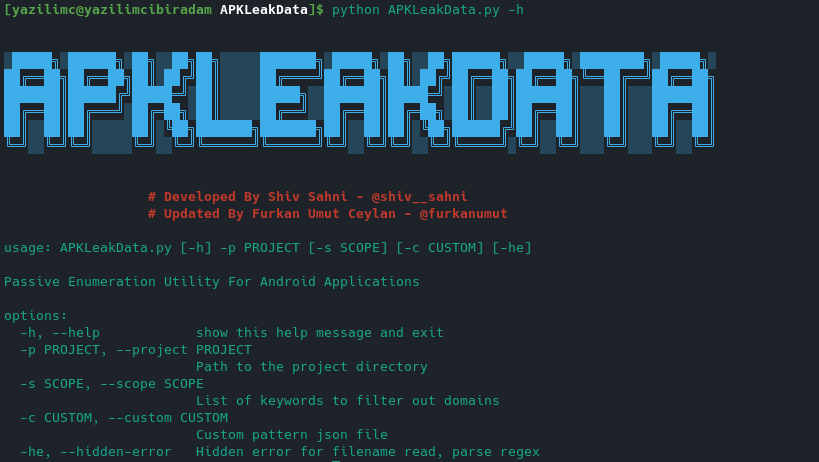 [yazilimc@yazilimcibiradam APKLeakData]$ python APKLeakData.py -h
APKLEAKDATA
# Developed By Shiv Sahni - @shiv__sahni
# Updated By Furkan Umut Ceylan - @furkanumut
usage: APKLeakData.py [-h] -p PROJECT [-s SCOPE] [-c CUSTOM] [-he]
Passive Enumeration Utility For Android Applications
options:
-h, --help show this help message and exit
-p PROJECT, --project PROJECT
Path to the project directory
-s SCOPE, --scope SCOPE
List of keywords to filter out domains
-c CUSTOM, --custom CUSTOM
Custom pattern json file
-he, --hidden-error Hidden error for filename read, parse regex